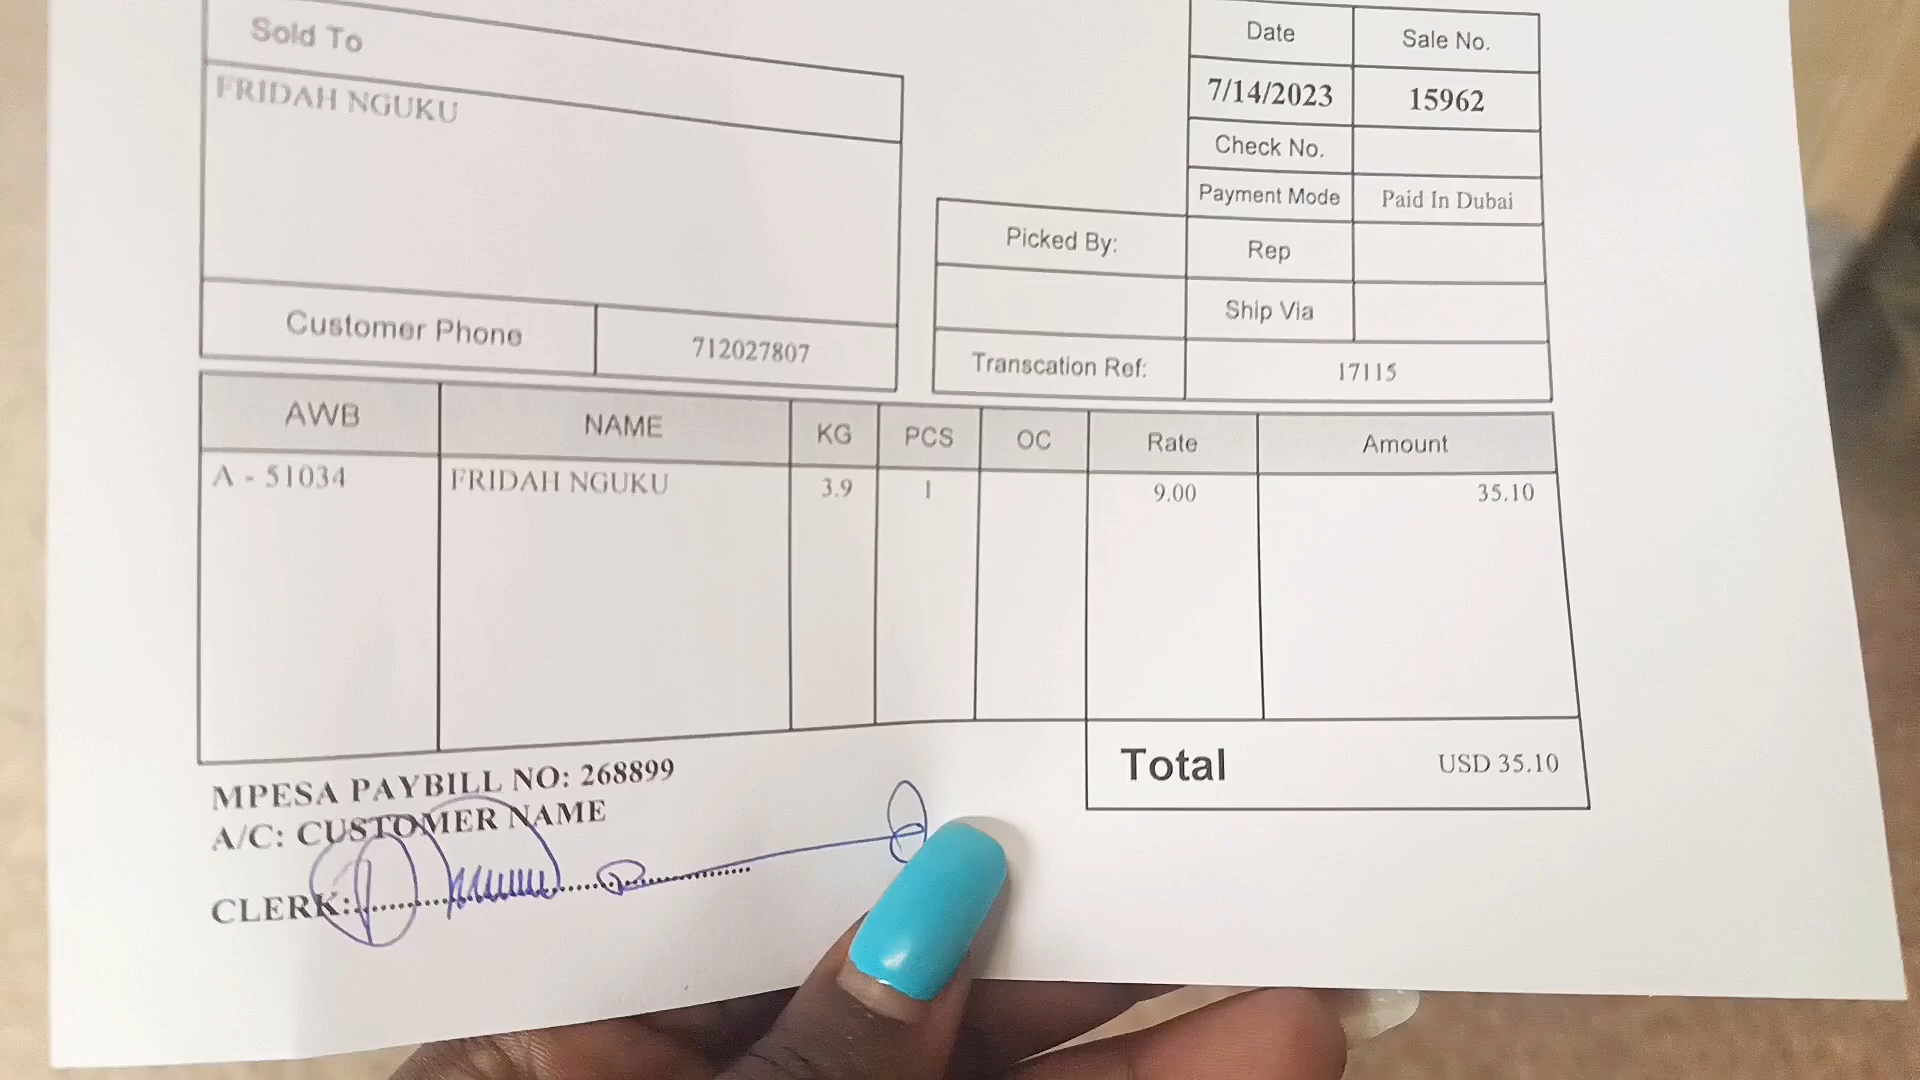 Sold To
FRIDAH NGUKU
Customer Phone 712027807
Date Sale No.
7/14/2023 15962
Check No.
Payment Mode Paid In Dubai
Picked By: Rep
Ship Via
Transcation Ref: 17115
AWB NAME KG PCS OC Rate Amount
A - 51034 FRIDAH NGUKU 3.9 1 9.00 35.10
Total USD 35.10
MPESA PAYBILL NO: 268899
A/C: CUSTOMER NAME
CLERK: